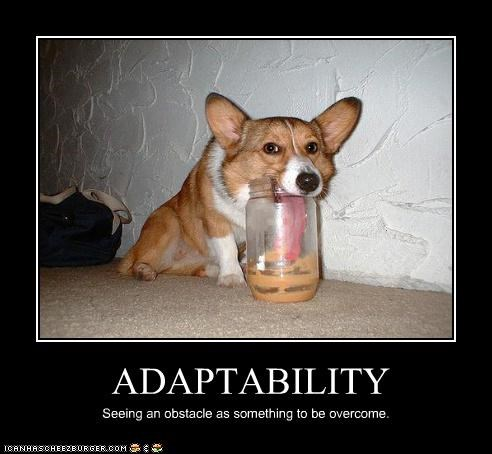 ADAPTABILITY
Seeing an obstacle as something to be overcome.
ICANHASCHEEZBURGER.COM